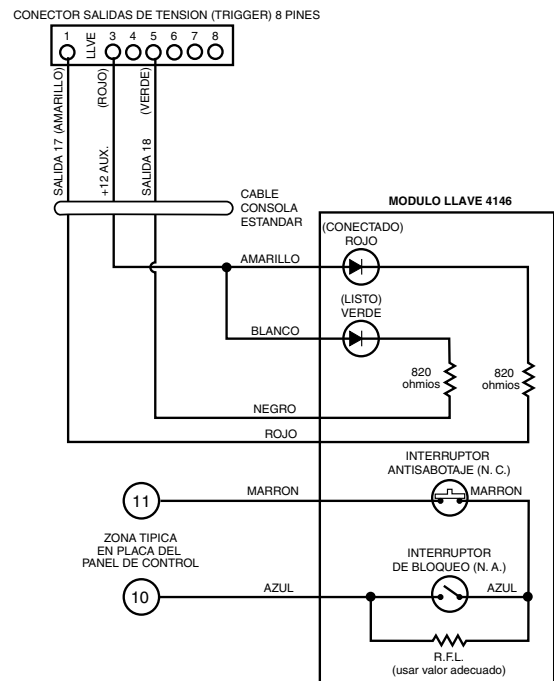 CONECTOR SALIDAS DE TENSION (TRIGGER) 8 PINES
1 LLVE 3 4 5 6 7 8
SALIDA 17 (AMARILLO)
+12 AUX. (ROJO)
SALIDA 18 (VERDE)
CABLE
CONSOLA
ESTANDAR
MODULO LLAVE 4146
(CONECTADO)
ROJO
AMARILLO
(LISTO)
VERDE
BLANCO
820
ohmios
820
ohmios
NEGRO
ROJO
INTERRUPTOR
ANTISABOTAJE (N. C.)
11
MARRON
MARRON
ZONA TIPICA
EN PLACA DEL
PANEL DE CONTROL
INTERRUPTOR
DE BLOQUEO (N. A.)
10
AZUL
AZUL
R.F.L.
(usar valor adecuado)